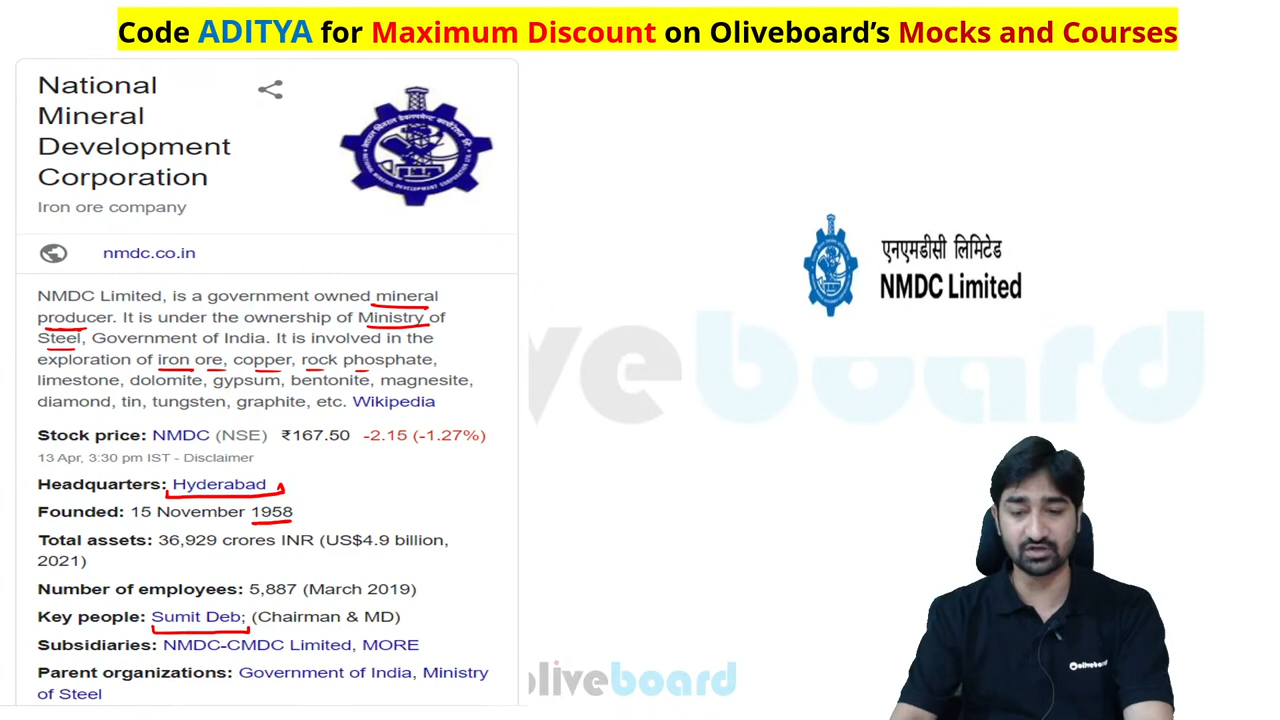 Code ADITYA for Maximum Discount on Oliveboard’s Mocks and Courses
National
Mineral
Development
Corporation
Iron ore company
nmdc.co.in
NMDC Limited, is a government owned mineral
producer. It is under the ownership of Ministry of
Steel, Government of India. It is involved in the
exploration of iron ore, copper, rock phosphate,
limestone, dolomite, gypsum, bentonite, magnesite,
diamond, tin, tungsten, graphite, etc. Wikipedia
Stock price: NMDC (NSE) ₹167.50 -2.15 (-1.27%)
13 Apr, 3:30 pm IST - Disclaimer
Headquarters: Hyderabad
Founded: 15 November 1958
Total assets: 36,929 crores INR (US$4.9 billion,
2021)
Number of employees: 5,887 (March 2019)
Key people: Sumit Deb; (Chairman & MD)
Subsidiaries: NMDC-CMDC Limited, MORE
Parent organizations: Government of India, Ministry
of Steel
एनएमडीसी लिमिटेड
NMDC Limited
oliveboard
oliveboard
oliveboard